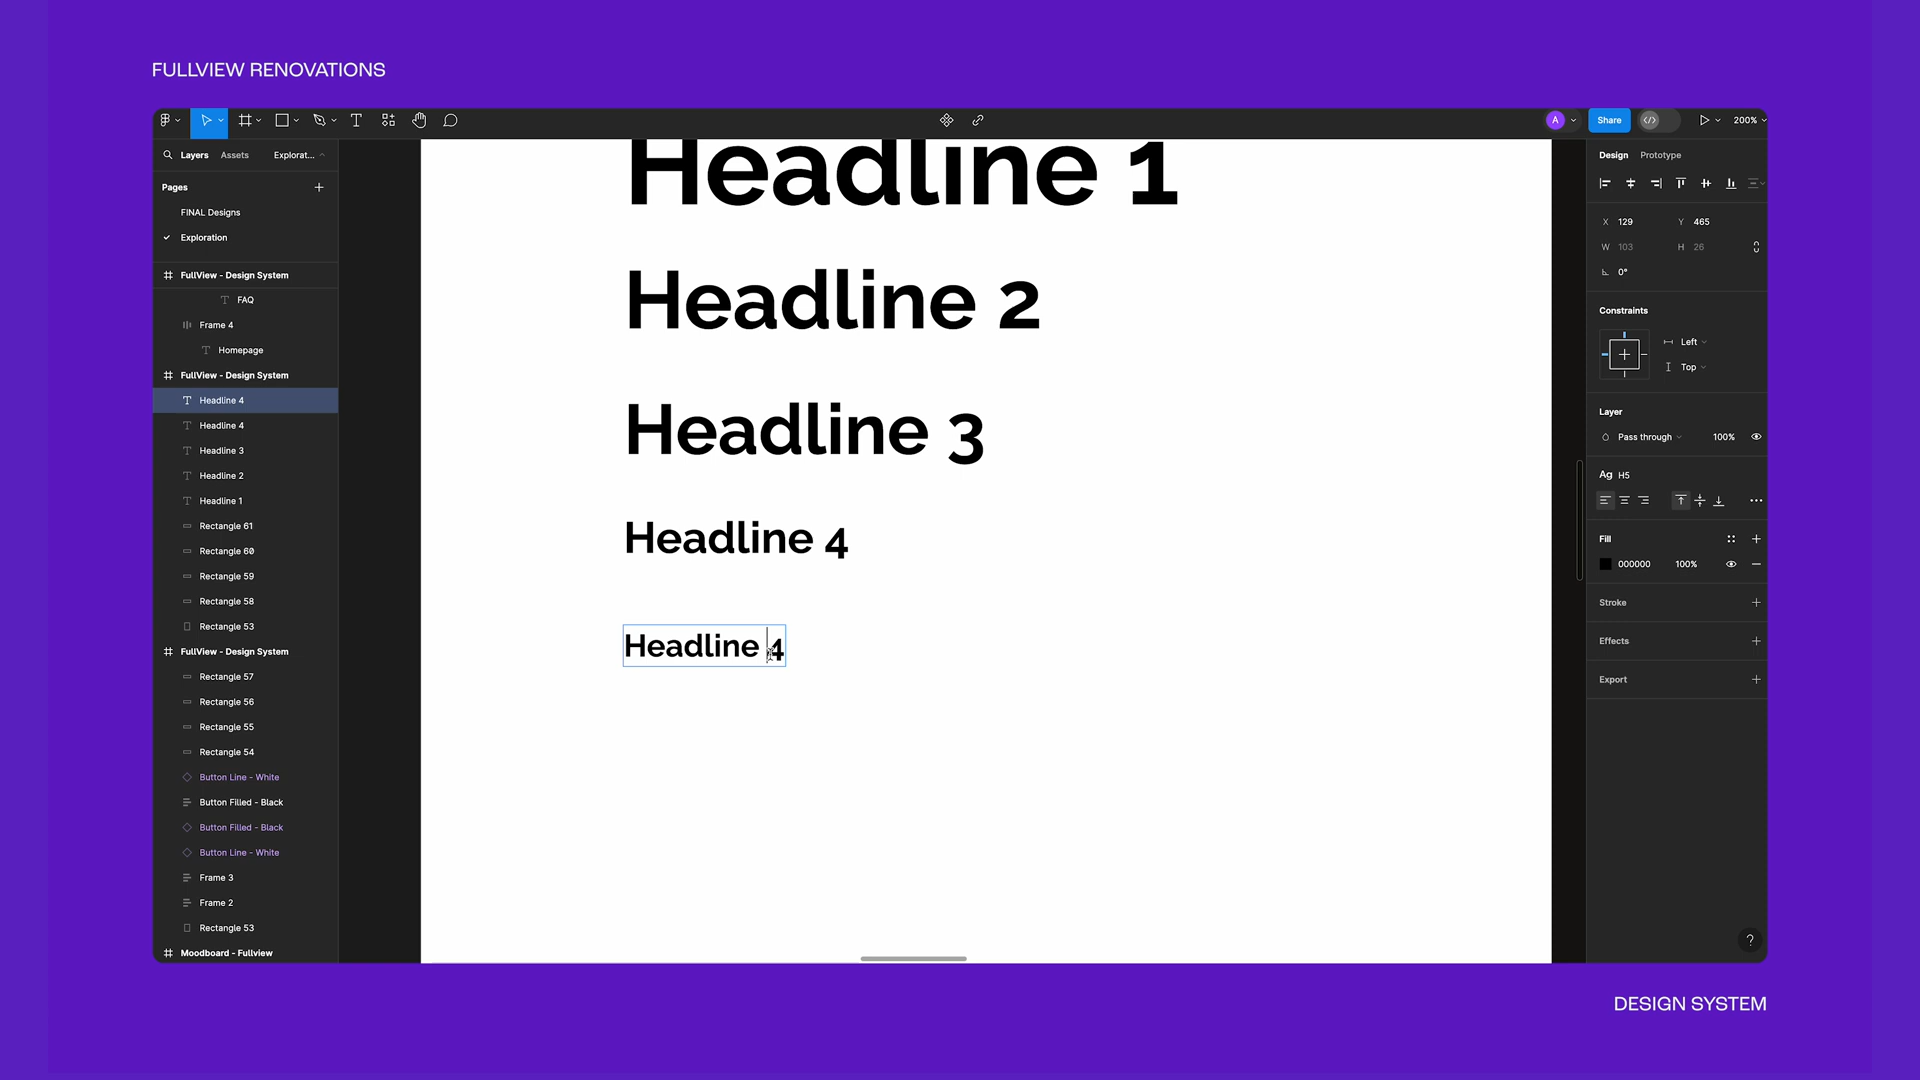 FULLVIEW RENOVATIONS
A
Share
200%
Layers
Assets
Explorat...
Pages
FINAL Designs
Exploration
FullView - Design System
FAQ
Frame 4
Homepage
FullView - Design System
Headline 4
Headline 4
Headline 3
Headline 2
Headline 1
Rectangle 61
Rectangle 60
Rectangle 59
Rectangle 58
Rectangle 53
FullView - Design System
Rectangle 57
Rectangle 56
Rectangle 55
Rectangle 54
Button Line - White
Button Filled - Black
Button Filled - Black
Button Line - White
Frame 3
Frame 2
Rectangle 53
Moodboard - Fullview
Headline 1
Headline 2
Headline 3
Headline 4
Headline 4
Design
Prototype
X 129 Y 465
W 103 H 26
0°
Constraints
Left
Top
Layer
Pass through 100%
Ag H5
Fill
000000 100%
Stroke
Effects
Export
?
DESIGN SYSTEM